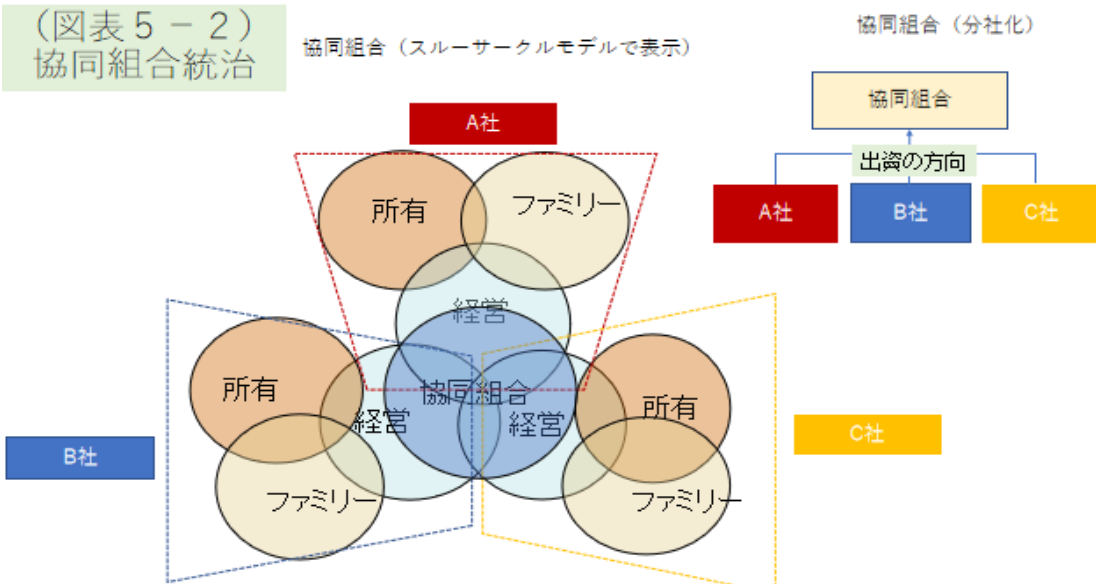 （図表５－２）
協同組合統治
協同組合（スルーサークルモデルで表示）
協同組合（分社化）
協同組合
出資の方向
A社
B社
C社
A社
所有
ファミリー
経営
協同組合
所有
経営
ファミリー
B社
経営
所有
ファミリー
C社